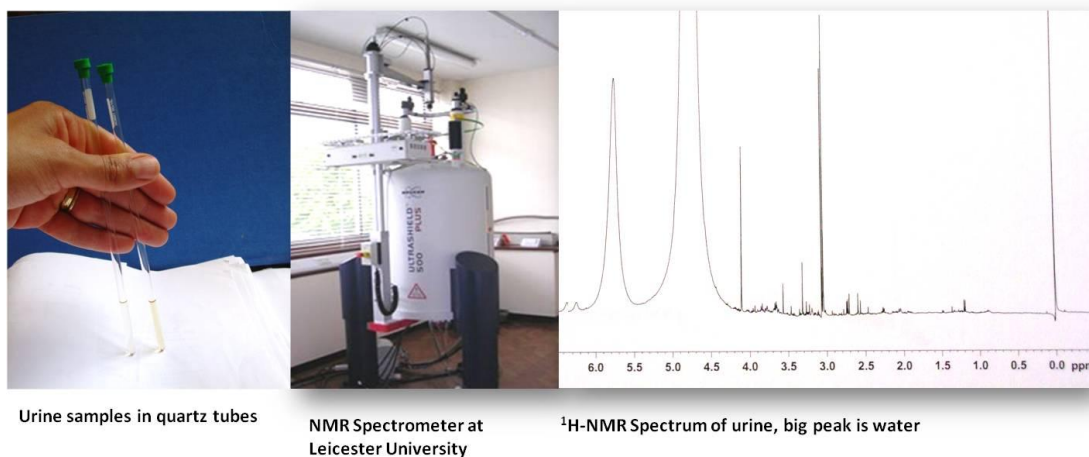 BRUKER
ULTRASHIELD
500 PLUS
6.0 5.5 5.0 4.5 4.0 3.5 3.0 2.5 2.0 1.5 1.0 0.5 0.0 ppm
Urine samples in quartz tubes
NMR Spectrometer at
Leicester University
¹H-NMR Spectrum of urine, big peak is water